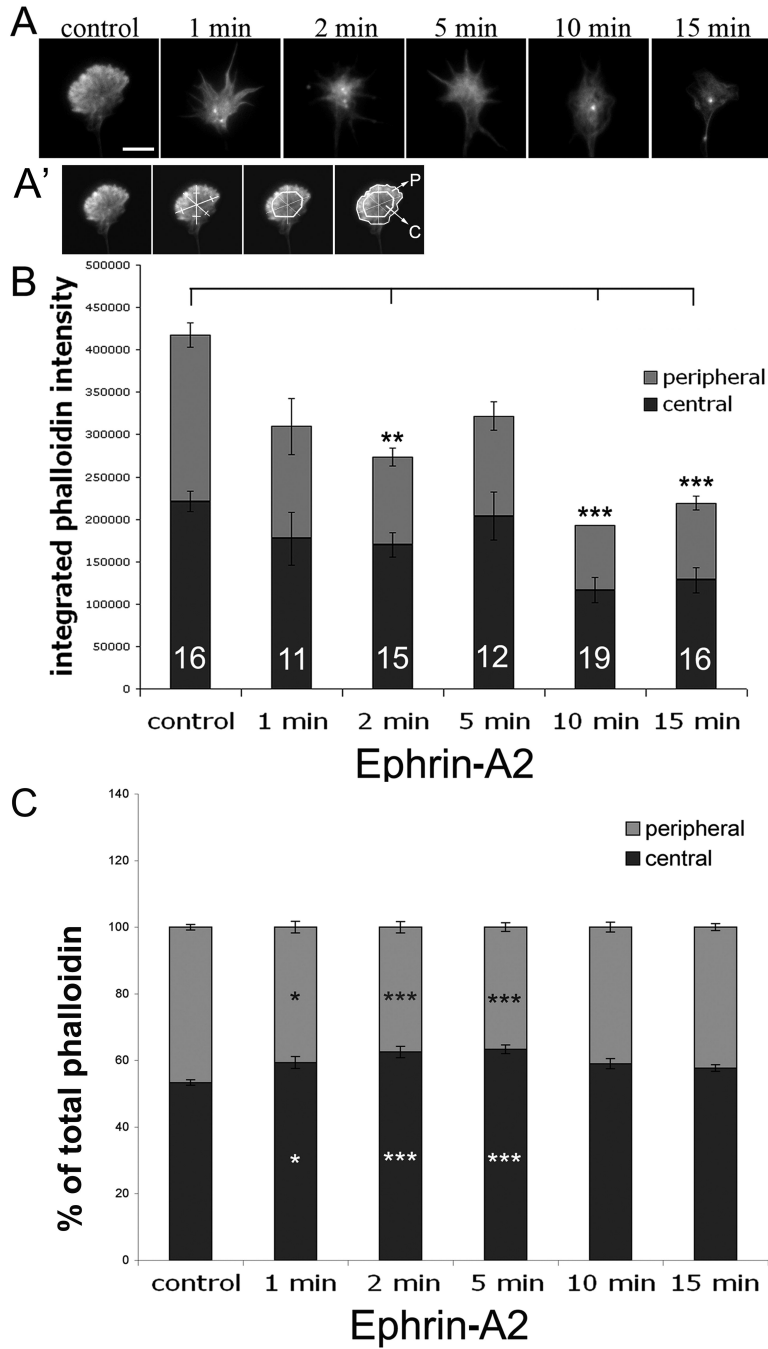 A
control 1 min 2 min 5 min 10 min 15 min
A’
P
C
B
integrated phalloidin intensity
500000
450000
400000
350000
300000
250000
200000
150000
100000
50000
0
peripheral
central
** *** ***
16 11 15 12 19 16
control 1 min 2 min 5 min 10 min 15 min
Ephrin-A2
C
% of total phalloidin
140
120
100
80
60
40
20
0
peripheral
central
* *** ***
* *** ***
control 1 min 2 min 5 min 10 min 15 min
Ephrin-A2